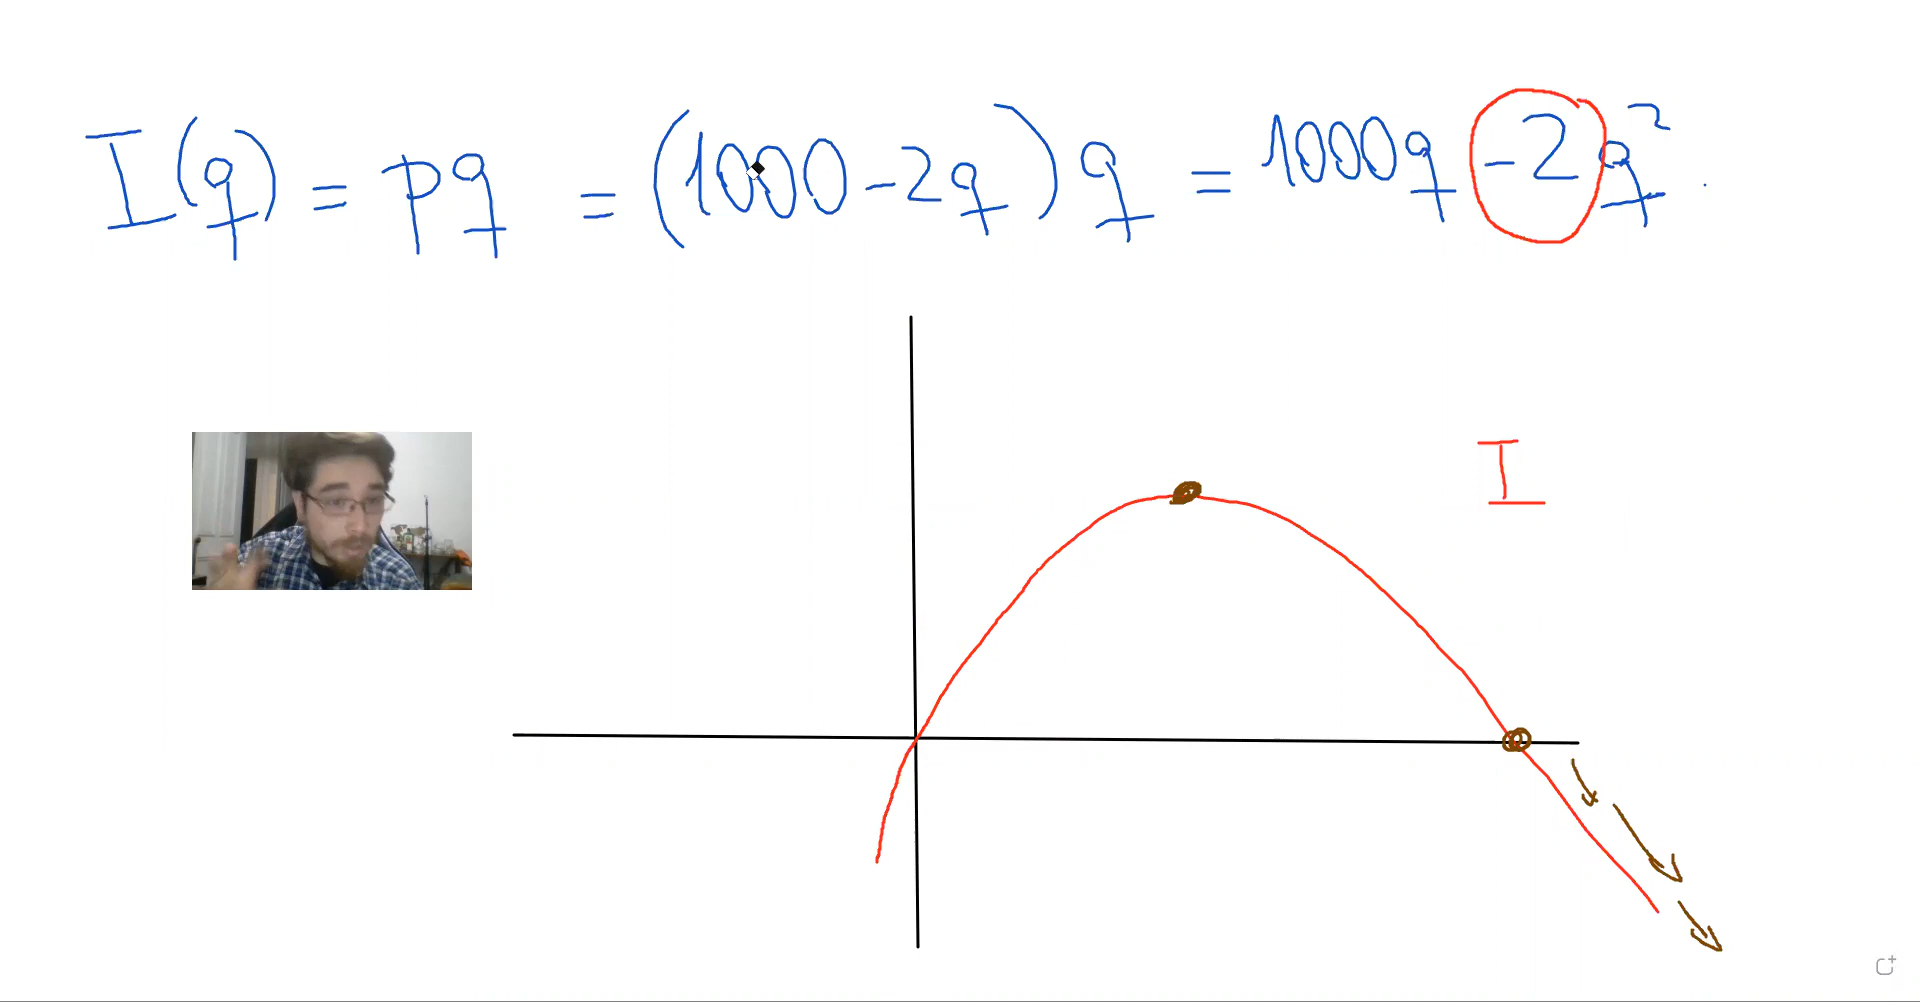 I(q) = pq = (1000 - 2q) q = 1000q - 2q²
I